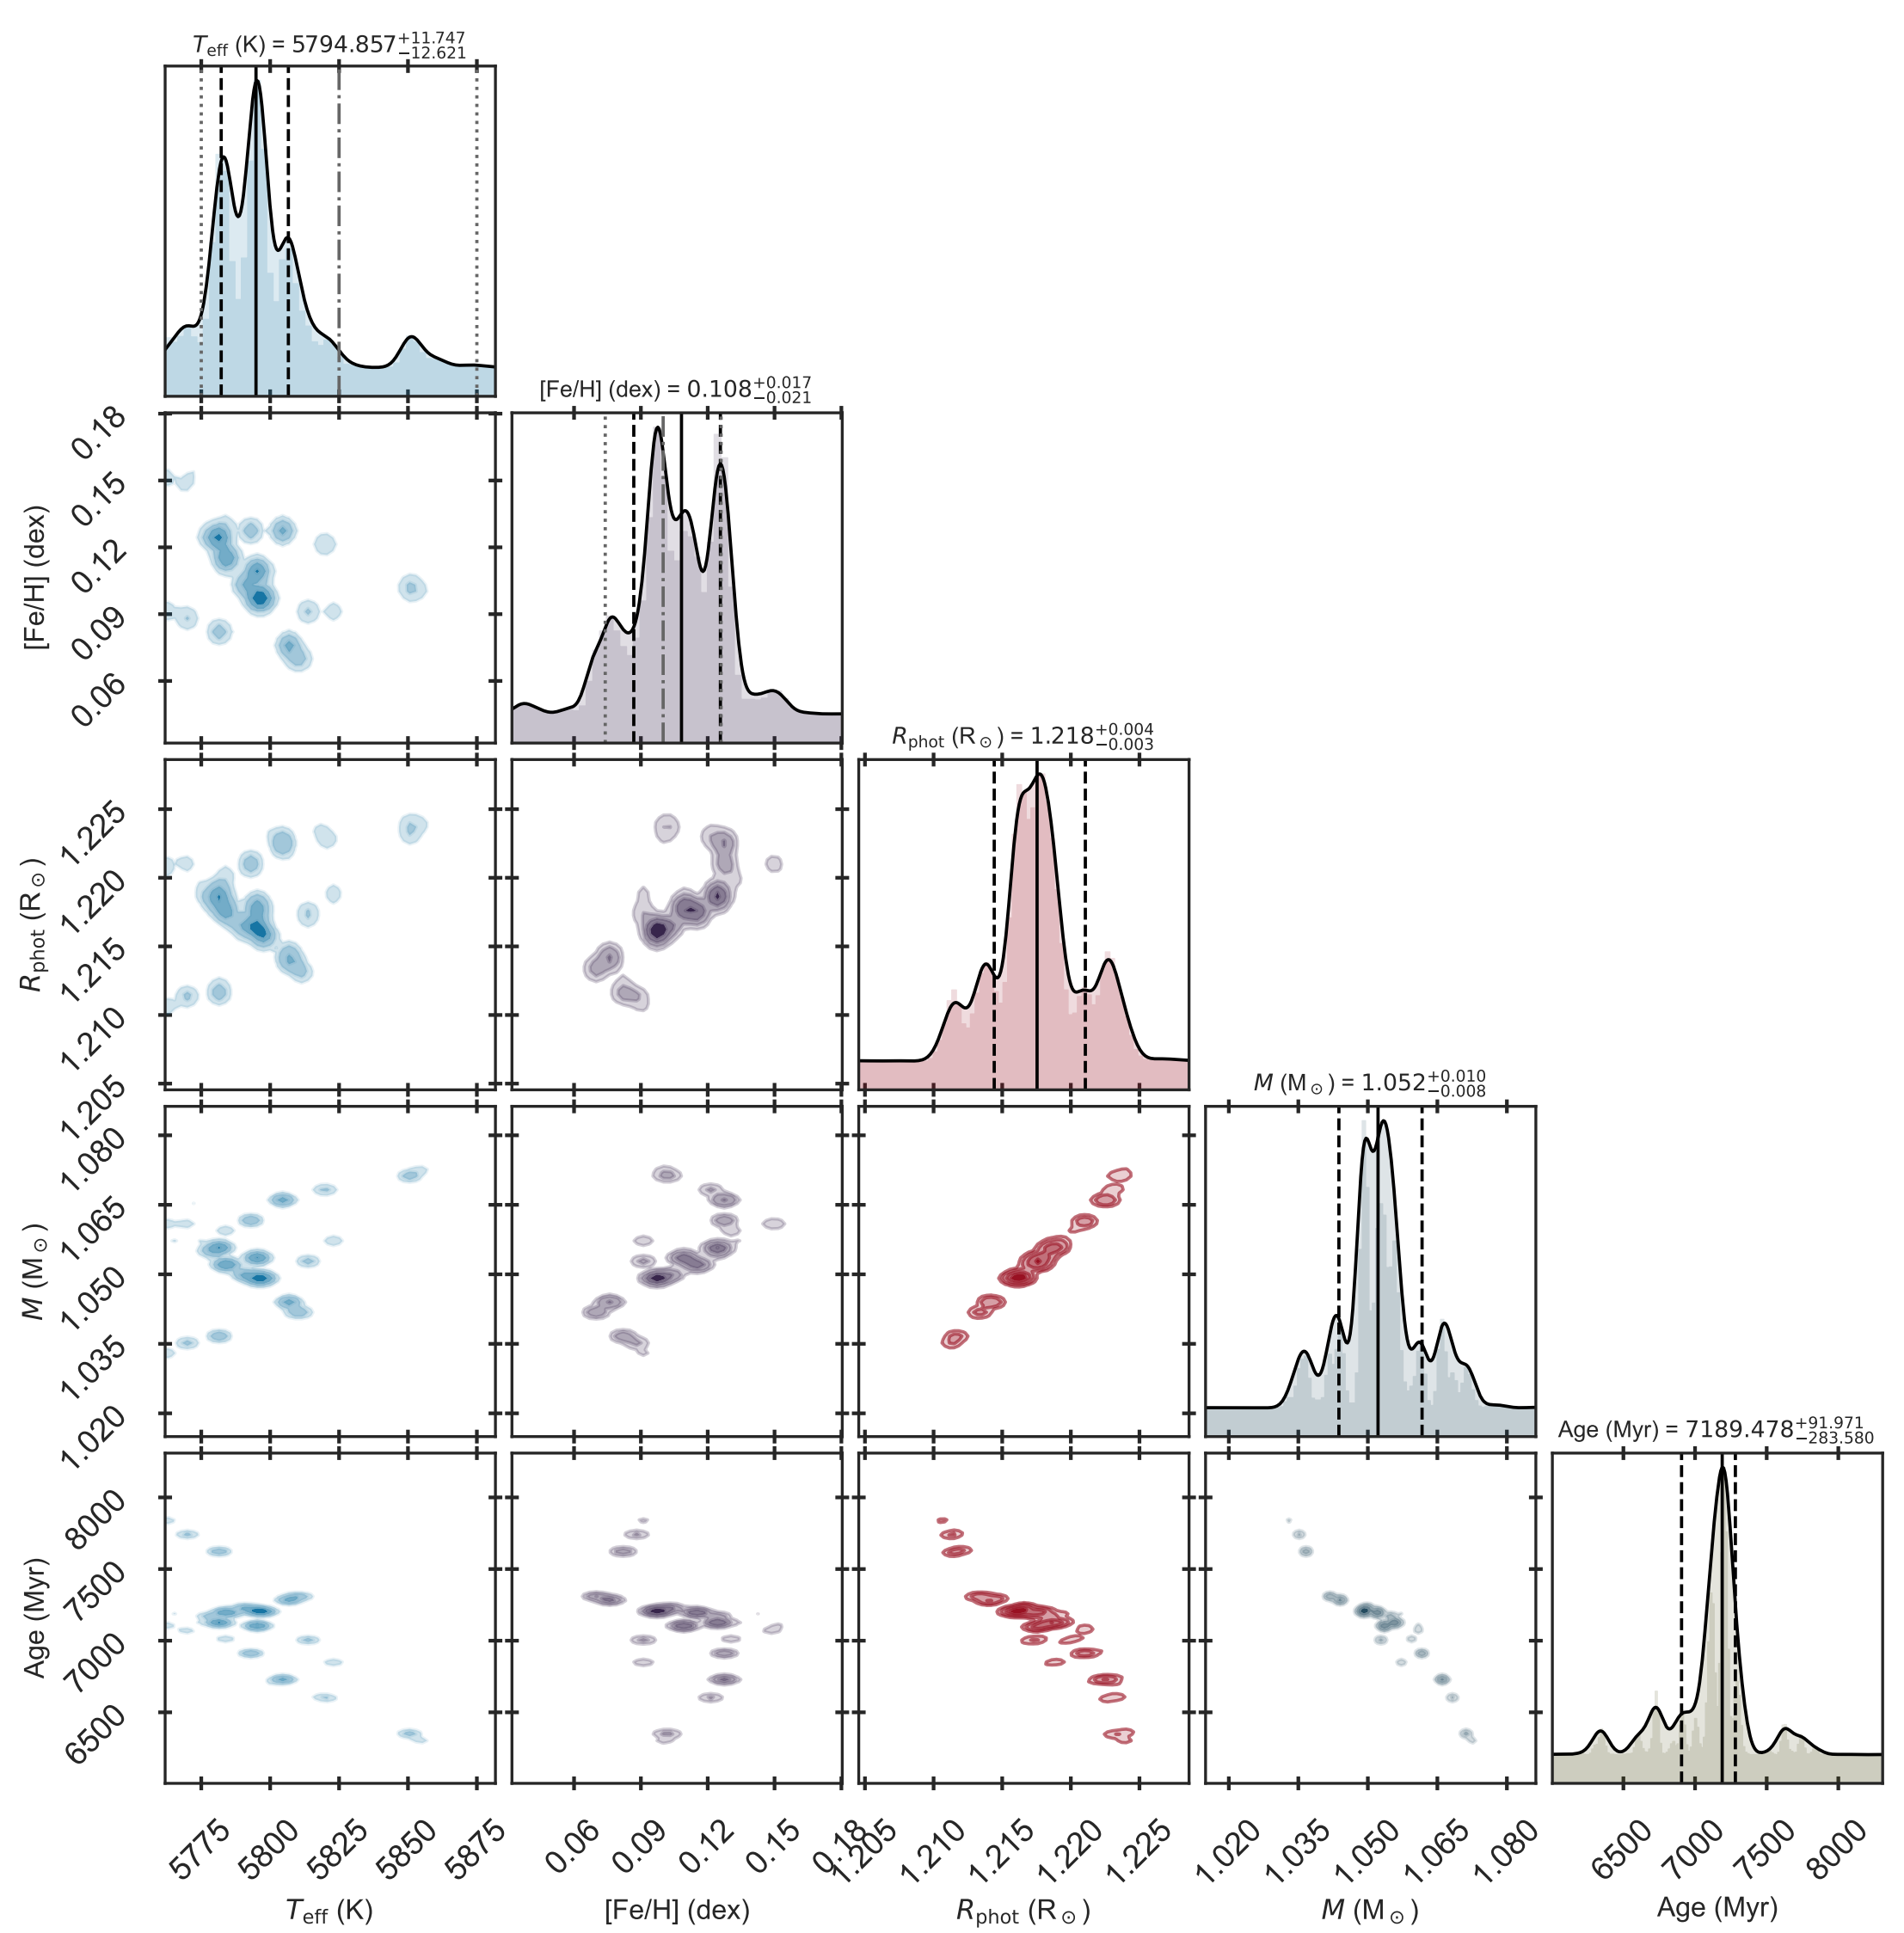 T_eff (K) = 5794.857 +11.747 −12.621
[Fe/H] (dex) = 0.108 +0.017 −0.021
R_phot (R⊙) = 1.218 +0.004 −0.003
M (M⊙) = 1.052 +0.010 −0.008
Age (Myr) = 7189.478 +91.971 −283.580
[Fe/H] (dex)
0.18
0.15
0.12
0.09
0.06
R_phot (R⊙)
1.225
1.220
1.215
1.210
1.205
M (M⊙)
1.080
1.065
1.050
1.035
1.020
Age (Myr)
8000
7500
7000
6500
5775 5800 5825 5850 5875
0.06 0.09 0.12 0.15 0.18
1.205 1.210 1.215 1.220 1.225
1.020 1.035 1.050 1.065 1.080
6500 7000 7500 8000
T_eff (K)
[Fe/H] (dex)
R_phot (R⊙)
M (M⊙)
Age (Myr)